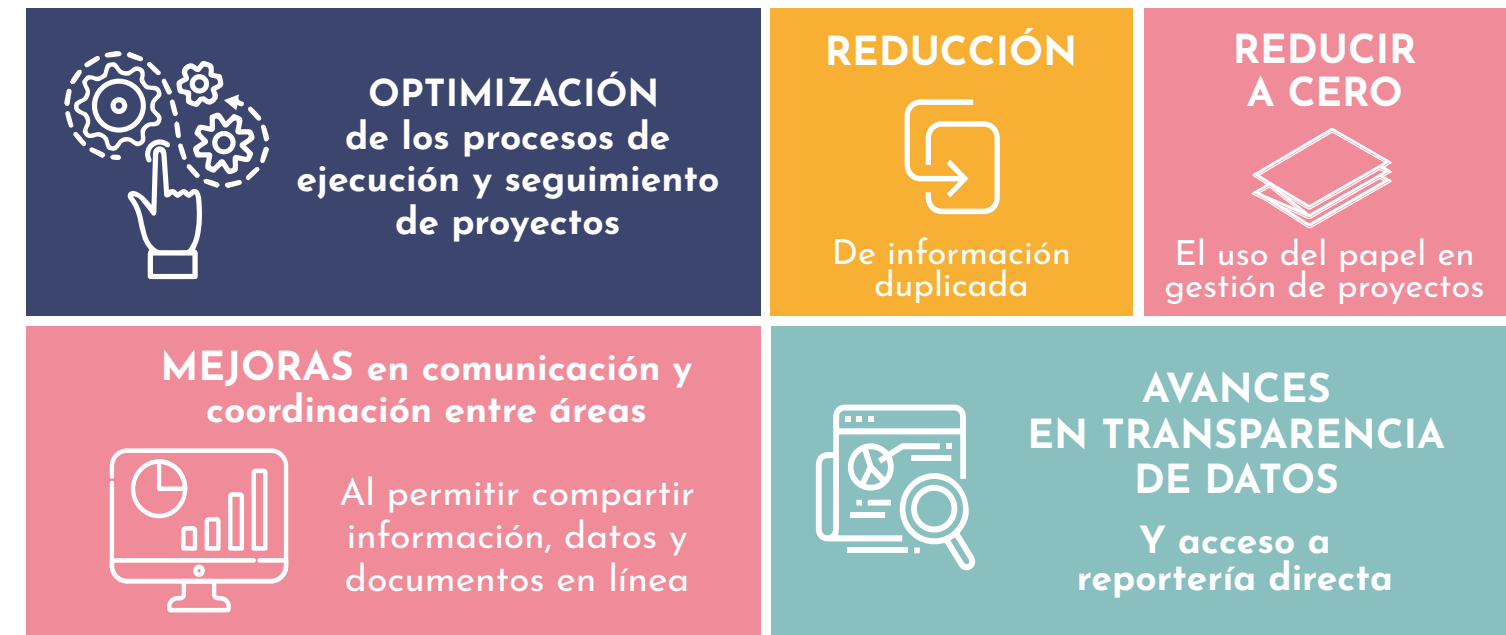 OPTIMIZACIÓN
de los procesos de
ejecución y seguimiento
de proyectos
REDUCCIÓN
De información
duplicada
REDUCIR
A CERO
El uso del papel en
gestión de proyectos
MEJORAS en comunicación y
coordinación entre áreas
Al permitir compartir
información, datos y
documentos en línea
AVANCES
EN TRANSPARENCIA
DE DATOS
Y acceso a
reportería directa